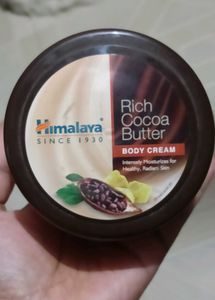 Himalaya
SINCE 1930
Rich
Cocoa
Butter
BODY CREAM
Intensely Moisturizes for
Healthy, Radiant Skin